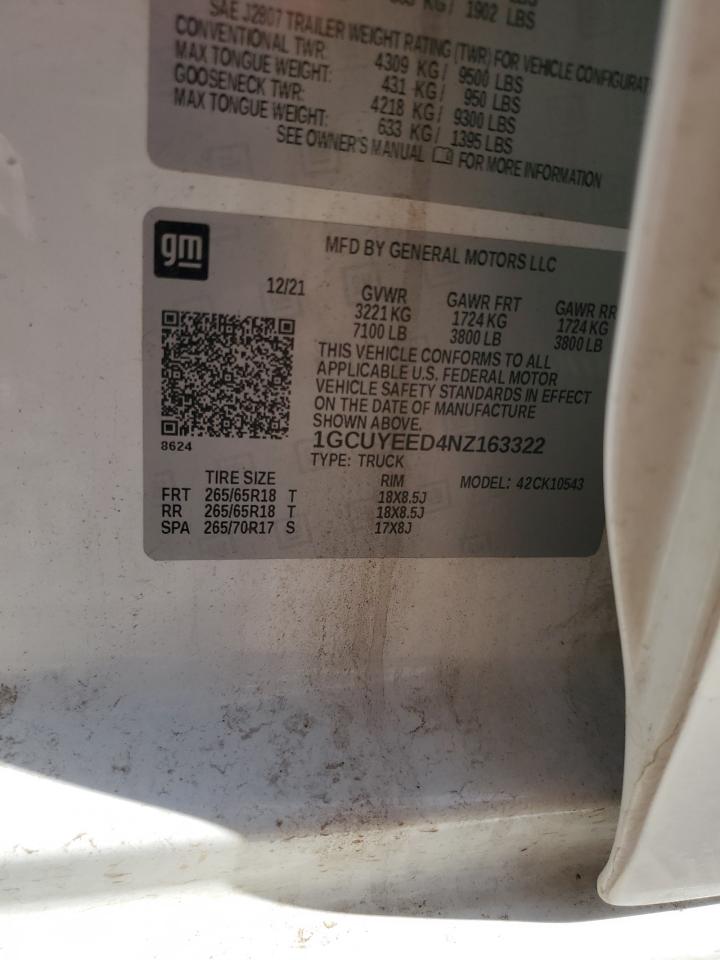 KG / 1902 LBS
SAE J2807 TRAILER WEIGHT RATING (TWR) FOR VEHICLE
CONVENTIONAL TWR: 4309 KG / 9500 LBS
MAX TONGUE WEIGHT: 431 KG / 950 LBS
GOOSENECK TWR: 4218 KG / 9300 LBS
MAX TONGUE WEIGHT: 633 KG / 1395 LBS
SEE OWNER'S MANUAL FOR MORE INFORMATION
gm
MFD BY GENERAL MOTORS LLC
12/21 GVWR GAWR FRT GAWR RR
3221 KG 1724 KG 1724 KG
7100 LB 3800 LB 3800 LB
THIS VEHICLE CONFORMS TO ALL
APPLICABLE U.S. FEDERAL MOTOR
VEHICLE SAFETY STANDARDS IN EFFECT
ON THE DATE OF MANUFACTURE
SHOWN ABOVE.
8624 1GCUYEED4NZ163322
TYPE: TRUCK
TIRE SIZE RIM MODEL: 42CK10543
FRT 265/65R18 T 18X8.5J
RR 265/65R18 T 18X8.5J
SPA 265/70R17 S 17X8J